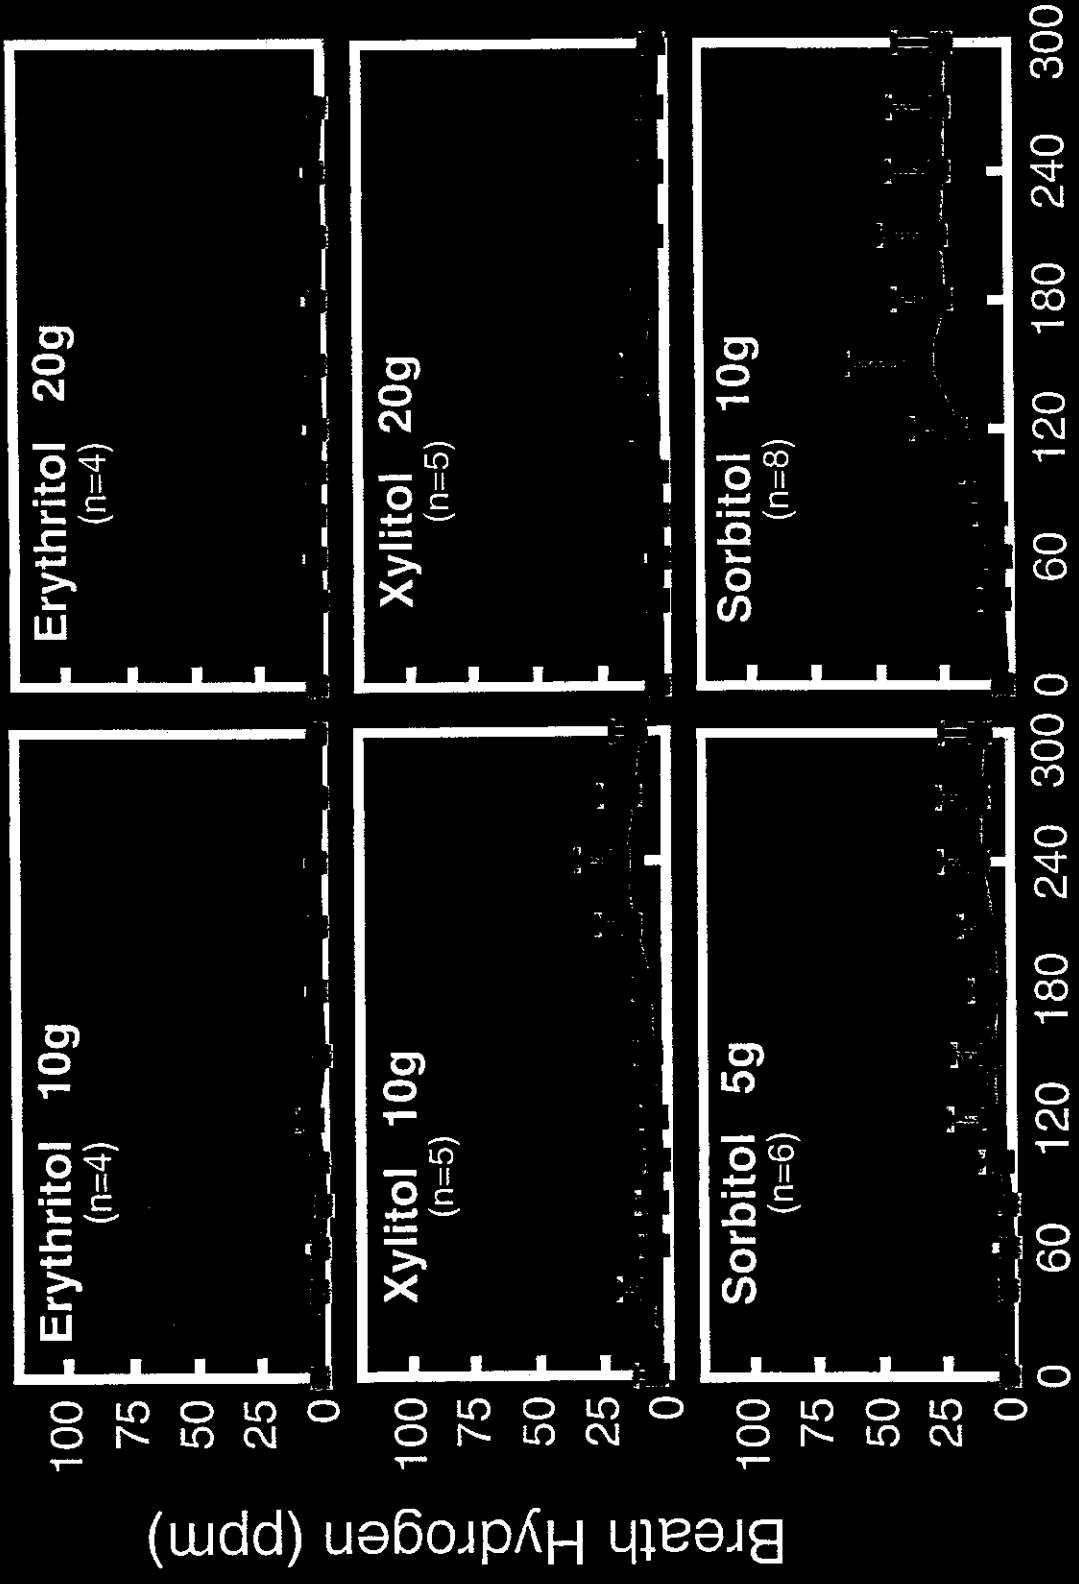 Breath Hydrogen (ppm)
Erythritol 10g
(n=4)
Erythritol 20g
(n=4)
100
75
50
25
0
Xylitol 10g
(n=5)
Xylitol 20g
(n=5)
100
75
50
25
0
Sorbitol 5g
(n=6)
Sorbitol 10g
(n=8)
100
75
50
25
0
0 60 120 180 240 300
0 60 120 180 240 300